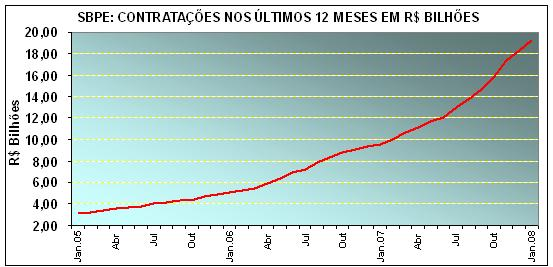 SBPE: CONTRATAÇÕES NOS ÚLTIMOS 12 MESES EM R$ BILHÕES
R$ Bilhões
20,00
18,00
16,00
14,00
12,00
10,00
8,00
6,00
4,00
2,00
Jan.05
Abr
Jul
Out
Jan.06
Abr
Jul
Out
Jan.07
Abr
Jul
Out
Jan.08